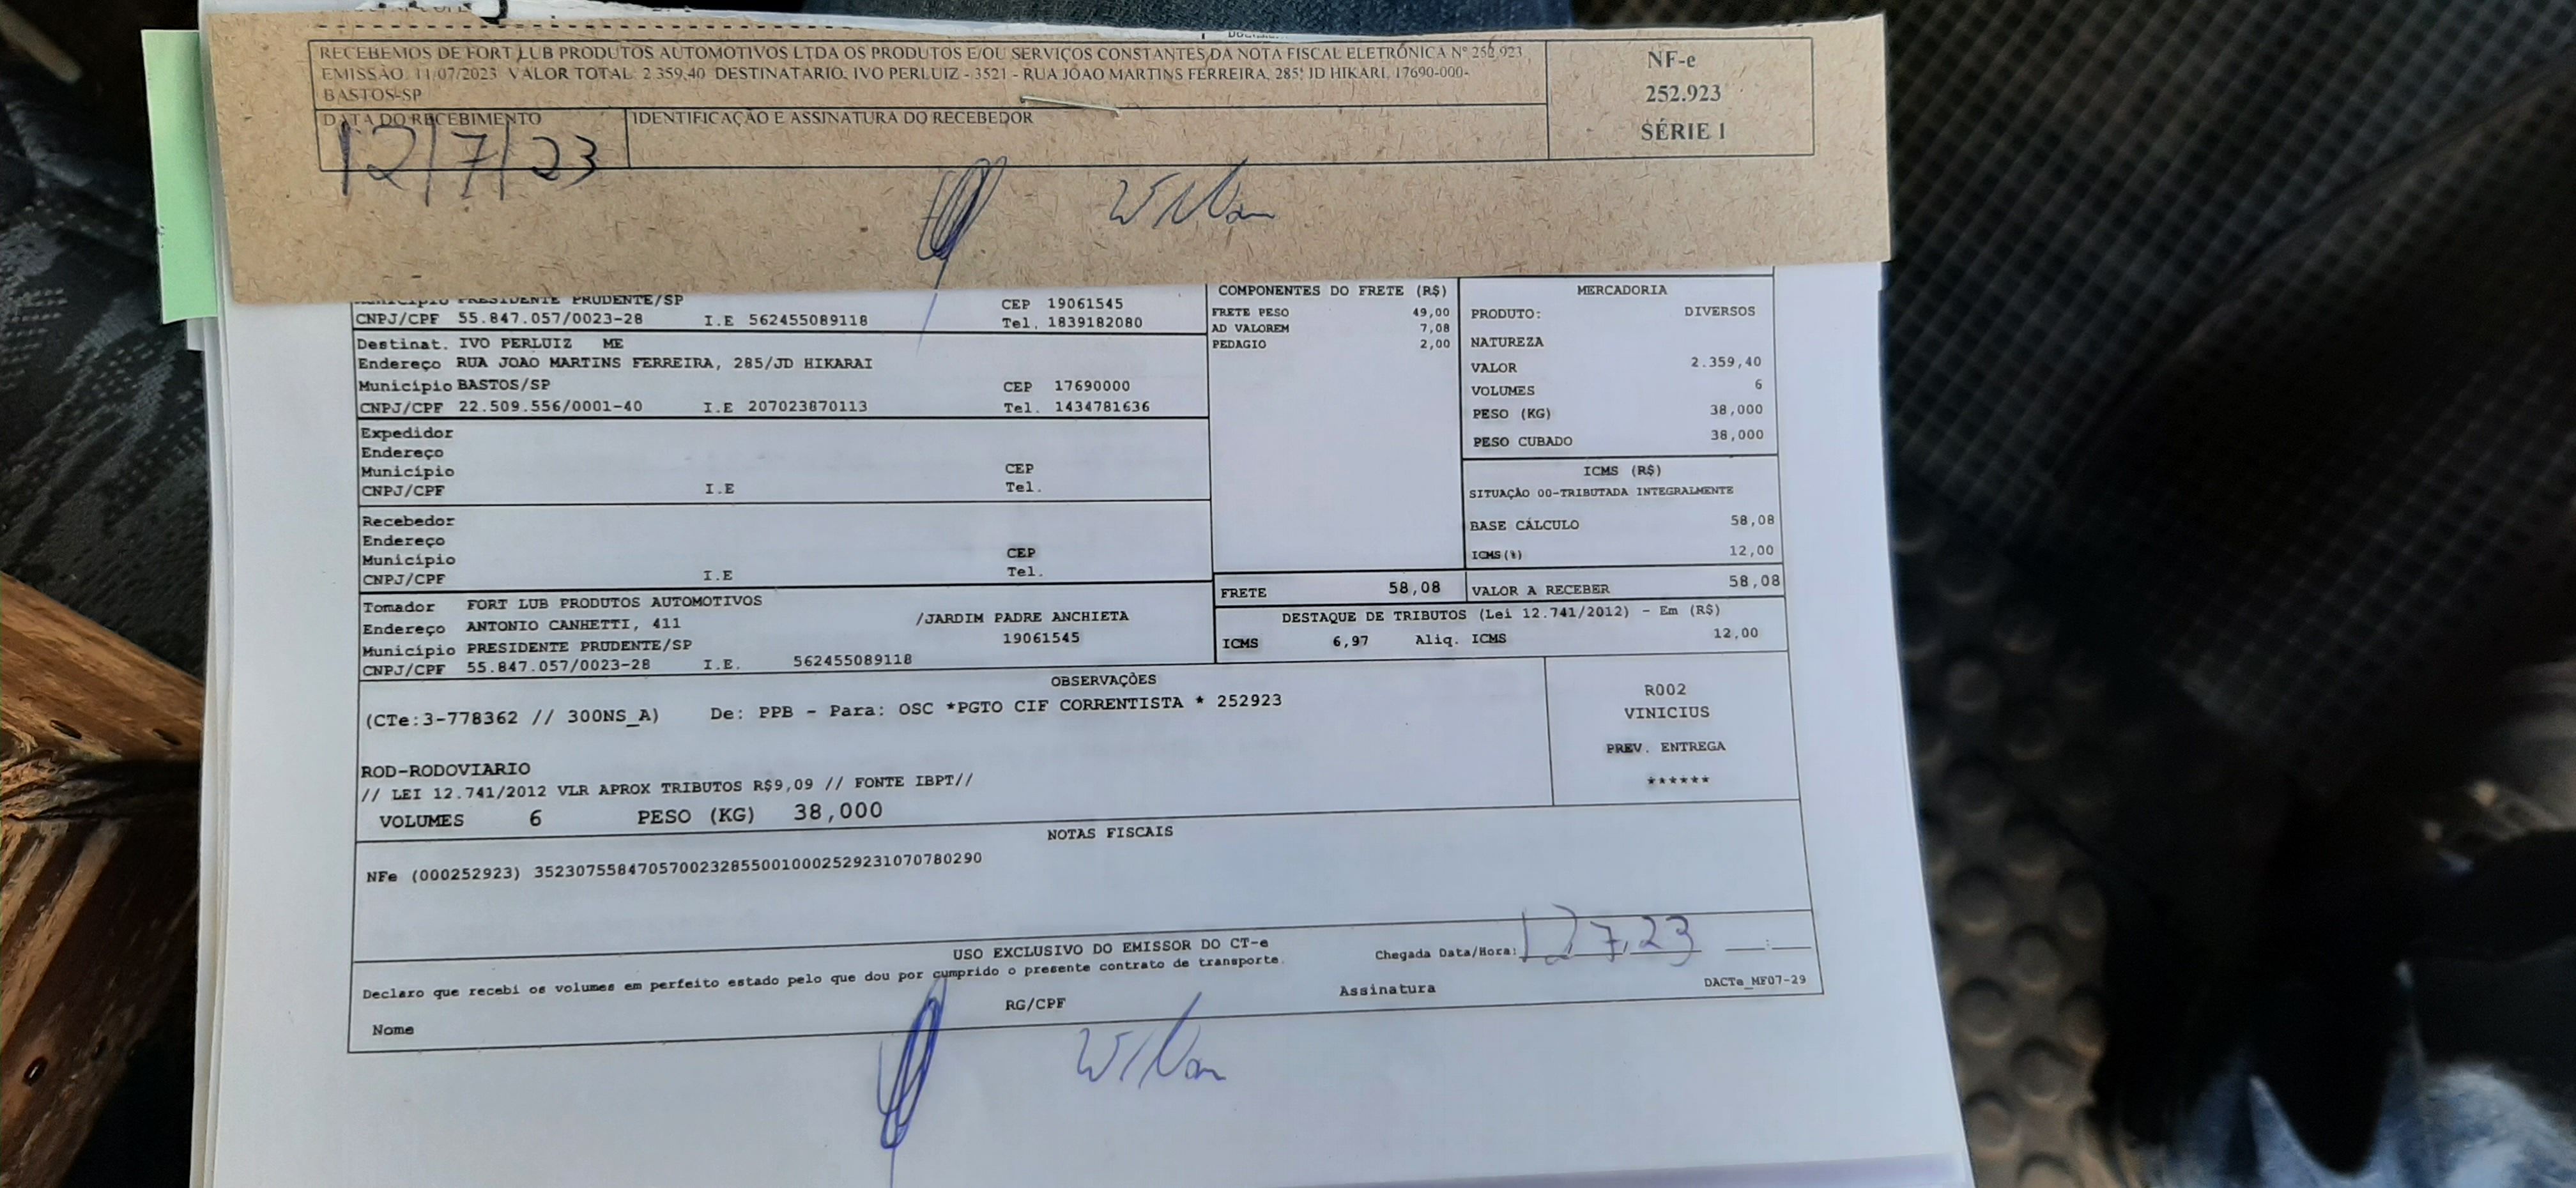 RECEBEMOS DE FORT LUB PRODUTOS AUTOMOTIVOS LTDA OS PRODUTOS E/OU SERVIÇOS CONSTANTES DA NOTA FISCAL ELETRÔNICA Nº 252.923
EMISSÃO: 11/07/2023 VALOR TOTAL: 2.359,40 DESTINATÁRIO: IVO PERLUIZ - 3521 - RUA JOAO MARTINS FERREIRA, 285, JD HIKARI, 17690-000-
BASTOS-SP
NF-e
252.923
SÉRIE 1
DATA DO RECEBIMENTO IDENTIFICAÇÃO E ASSINATURA DO RECEBEDOR
12/7/23
Município PRESIDENTE PRUDENTE/SP CEP 19061545
CNPJ/CPF 55.847.057/0023-28 I.E 562455089118 Tel. 1839182080
Destinat. IVO PERLUIZ ME
Endereço RUA JOAO MARTINS FERREIRA, 285/JD HIKARAI
Município BASTOS/SP CEP 17690000
CNPJ/CPF 22.509.556/0001-40 I.E 207023870113 Tel. 1434781636
Expedidor
Endereço
Município CEP
CNPJ/CPF I.E Tel.
Recebedor
Endereço
Município CEP
CNPJ/CPF I.E Tel.
Tomador FORT LUB PRODUTOS AUTOMOTIVOS
Endereço ANTONIO CANHETTI, 411 /JARDIM PADRE ANCHIETA
Município PRESIDENTE PRUDENTE/SP 19061545
CNPJ/CPF 55.847.057/0023-28 I.E. 562455089118
COMPONENTES DO FRETE (R$)
FRETE PESO 49,00
AD VALOREM 7,08
PEDAGIO 2,00
MERCADORIA
PRODUTO: DIVERSOS
NATUREZA
VALOR 2.359,40
VOLUMES 6
PESO (KG) 38,000
PESO CUBADO 38,000
ICMS (R$)
SITUAÇÃO 00-TRIBUTADA INTEGRALMENTE
BASE CÁLCULO 58,08
ICMS(%) 12,00
FRETE 58,08 VALOR A RECEBER 58,08
DESTAQUE DE TRIBUTOS (Lei 12.741/2012) - Em (R$)
ICMS 6,97 Aliq. ICMS 12,00
OBSERVAÇÕES
(CTe:3-778362 // 300NS_A) De: PPB - Para: OSC *PGTO CIF CORRENTISTA * 252923
ROD-RODOVIARIO
// LEI 12.741/2012 VLR APROX TRIBUTOS R$9,09 // FONTE IBPT//
VOLUMES 6 PESO (KG) 38,000
R002
VINICIUS
PREV. ENTREGA
******
NOTAS FISCAIS
NFe (000252923) 35230755847057002328550010002529231070780290
USO EXCLUSIVO DO EMISSOR DO CT-e
Declaro que recebi os volumes em perfeito estado pelo que dou por cumprido o presente contrato de transporte.
Chegada Data/Hora: 12 7,23 __:__
Nome RG/CPF Assinatura DACTe_MF07-29